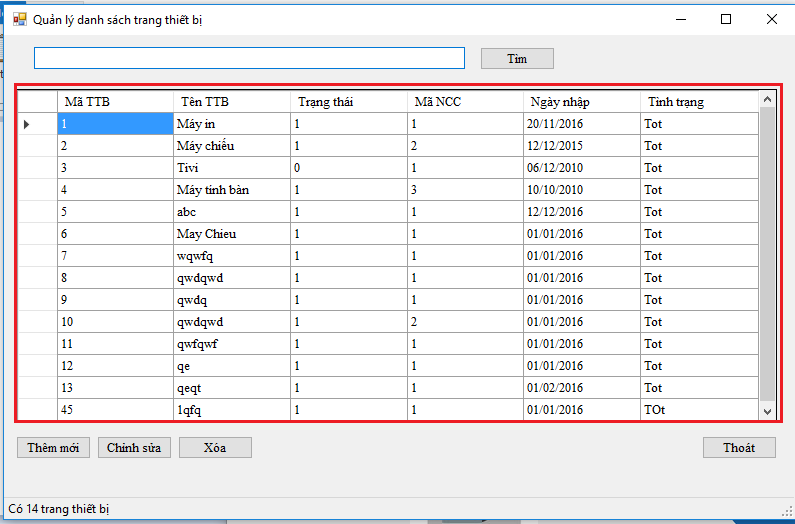 Quản lý danh sách trang thiết bị
Tìm
Mã TTB Tên TTB Trạng thái Mã NCC Ngày nhập Tình trạng
1 Máy in 1 1 20/11/2016 Tot
2 Máy chiếu 1 2 12/12/2015 Tot
3 Tivi 0 1 06/12/2010 Tot
4 Máy tính bàn 1 3 10/10/2010 Tot
5 abc 1 1 12/12/2016 Tot
6 May Chieu 1 1 01/01/2016 Tot
7 wqwfq 1 1 01/01/2016 Tot
8 qwdqwd 1 1 01/01/2016 Tot
9 qwdq 1 1 01/01/2016 Tot
10 qwdqwd 1 2 01/01/2016 Tot
11 qwfqwf 1 1 01/01/2016 Tot
12 qe 1 1 01/01/2016 Tot
13 qeqt 1 1 01/02/2016 Tot
45 1qfq 1 1 01/01/2016 TOt
Thêm mới Chỉnh sửa Xóa Thoát
Có 14 trang thiết bị